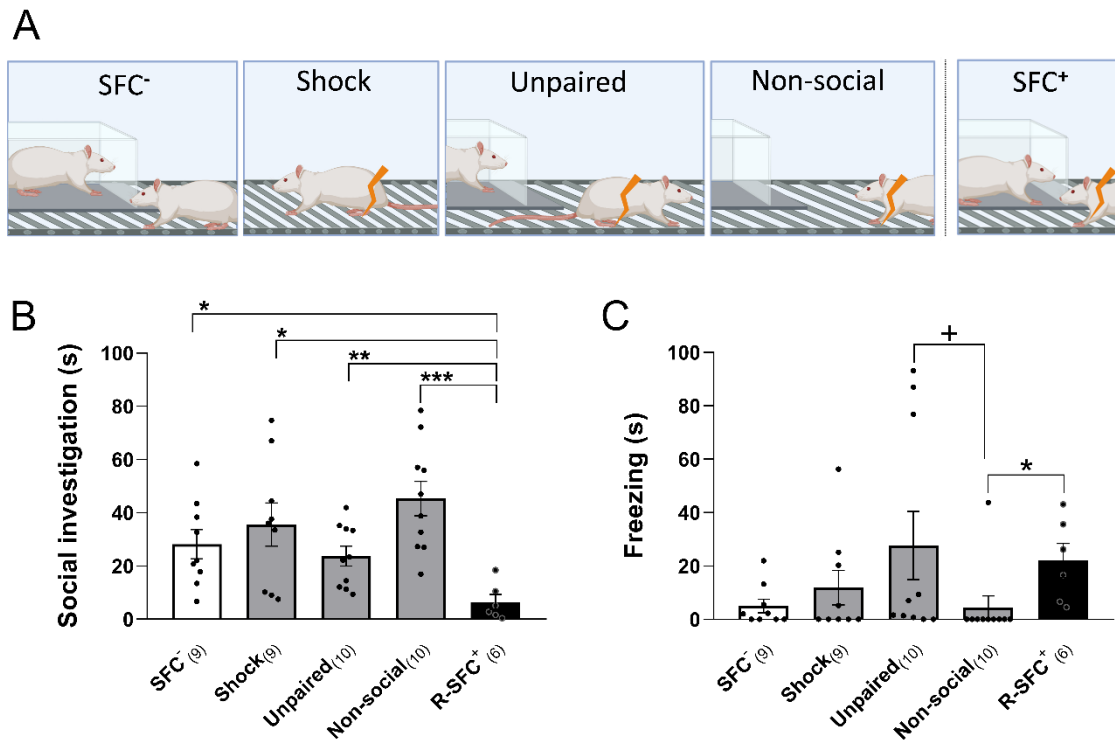 A
SFC⁻ Shock Unpaired Non-social SFC⁺
B
* 
*
**
***
Social investigation (s)
100
80
60
40
20
0
SFC⁻ (9) Shock(9) Unpaired(10) Non-social(10) R-SFC⁺ (6)
C
+
*
Freezing (s)
100
80
60
40
20
0
SFC⁻ (9) Shock(9) Unpaired(10) Non-social(10) R-SFC⁺ (6)